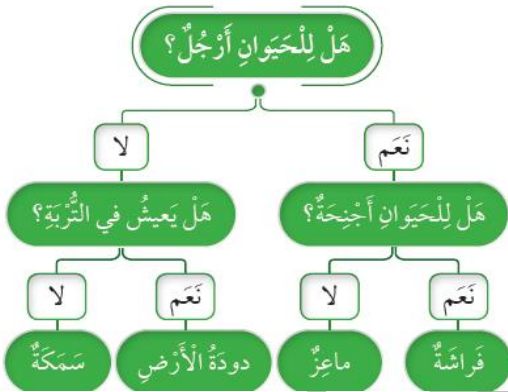 هَلْ لِلْحَيَوانِ أَرْجُلٌ؟
نَعَم
لا
هَلْ لِلْحَيَوانِ أَجْنِحَةٌ؟
هَلْ يَعيشُ في التُّرْبَةِ؟
نَعَم
لا
نَعَم
لا
فَراشَةٌ
ماعِزٌ
دودَةُ الْأَرْضِ
سَمَكَةٌ